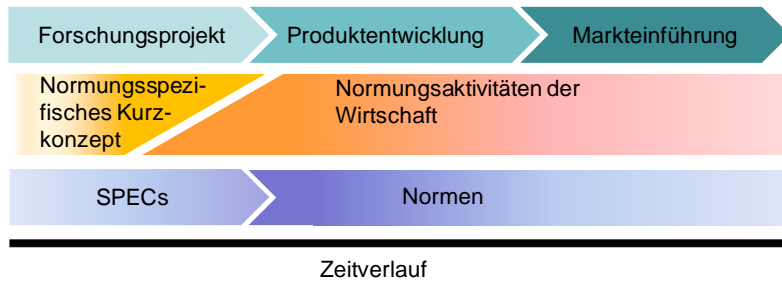 Forschungsprojekt Produktentwicklung Markteinführung
Normungsspezi-
fisches Kurz-
konzept
Normungsaktivitäten der
Wirtschaft
SPECs Normen
Zeitverlauf